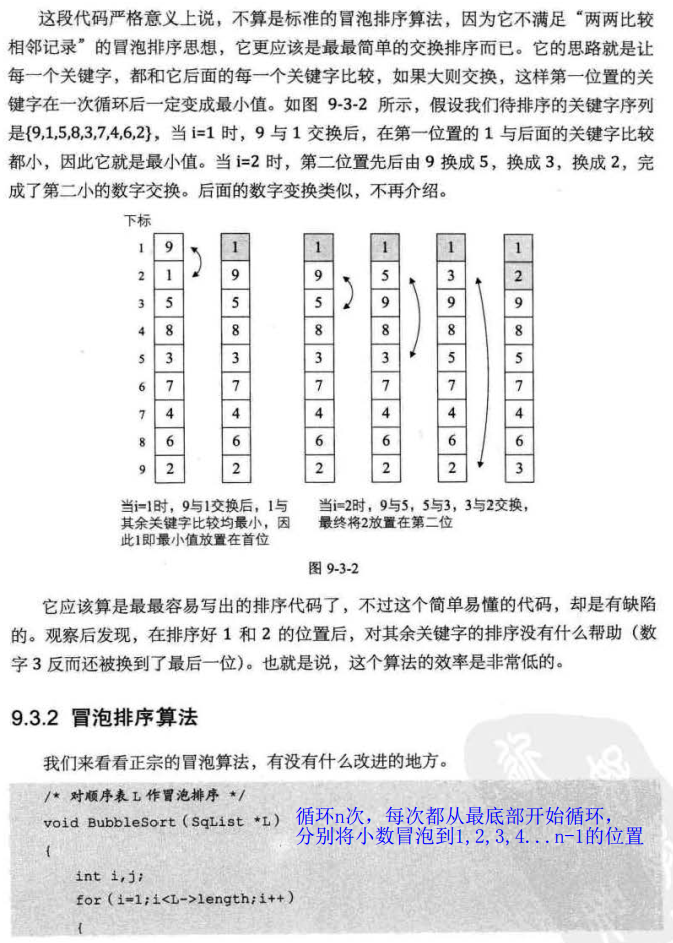 这段代码严格意义上说，不算是标准的冒泡排序算法，因为它不满足“两两比较
相邻记录”的冒泡排序思想，它更应该是最最简单的交换排序而已。它的思路就是让
每一个关键字，都和它后面的每一个关键字比较，如果大则交换，这样第一位置的关
键字在一次循环后一定变成最小值。如图 9-3-2 所示，假设我们待排序的关键字序列
是{9,1,5,8,3,7,4,6,2}，当 i=1 时，9 与 1 交换后，在第一位置的 1 与后面的关键字比较
都小，因此它就是最小值。当 i=2 时，第二位置先后由 9 换成 5，换成 3，换成 2，完
成了第二小的数字交换。后面的数字变换类似，不再介绍。
下标
1 9 1 1 1 1 1
2 1 9 9 5 3 2
3 5 5 5 9 9 9
4 8 8 8 8 8 8
5 3 3 3 3 5 5
6 7 7 7 7 7 7
7 4 4 4 4 4 4
8 6 6 6 6 6 6
9 2 2 2 2 2 3
当i=1时，9与1交换后，1与
其余关键字比较均最小，因
此1即最小值放置在首位
当i=2时，9与5，5与3，3与2交换，
最终将2放置在第二位
图 9-3-2
它应该算是最最容易写出的排序代码了，不过这个简单易懂的代码，却是有缺陷
的。观察后发现，在排序好 1 和 2 的位置后，对其余关键字的排序没有什么帮助（数
字 3 反而还被换到了最后一位）。也就是说，这个算法的效率是非常低的。
9.3.2 冒泡排序算法
我们来看看正宗的冒泡算法，有没有什么改进的地方。
/* 对顺序表 L 作冒泡排序 */
void BubbleSort（SqList *L）
循环n次，每次都从最底部开始循环，
分别将小数冒泡到1,2,3,4...n-1的位置
{
int i,j;
for（i=1;i<L->length;i++）
{